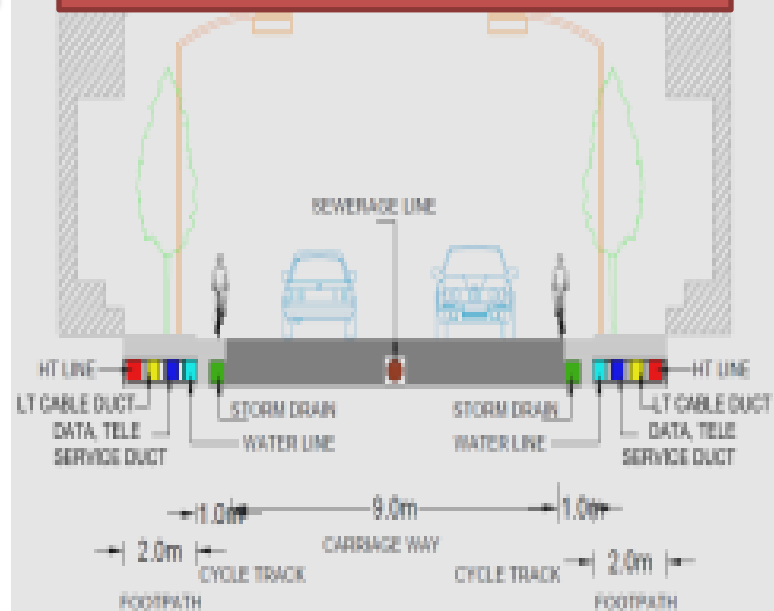 SEWERAGE LINE
HT LINE
HT LINE
LT CABLE DUCT
STORM DRAIN
STORM DRAIN
LT CABLE DUCT
DATA, TELE
SERVICE DUCT
WATER LINE
WATER LINE
DATA, TELE
SERVICE DUCT
1.0m
9.0m
1.0m
2.0m
CARRIAGE WAY
2.0m
CYCLE TRACK
CYCLE TRACK
FOOTPATH
FOOTPATH